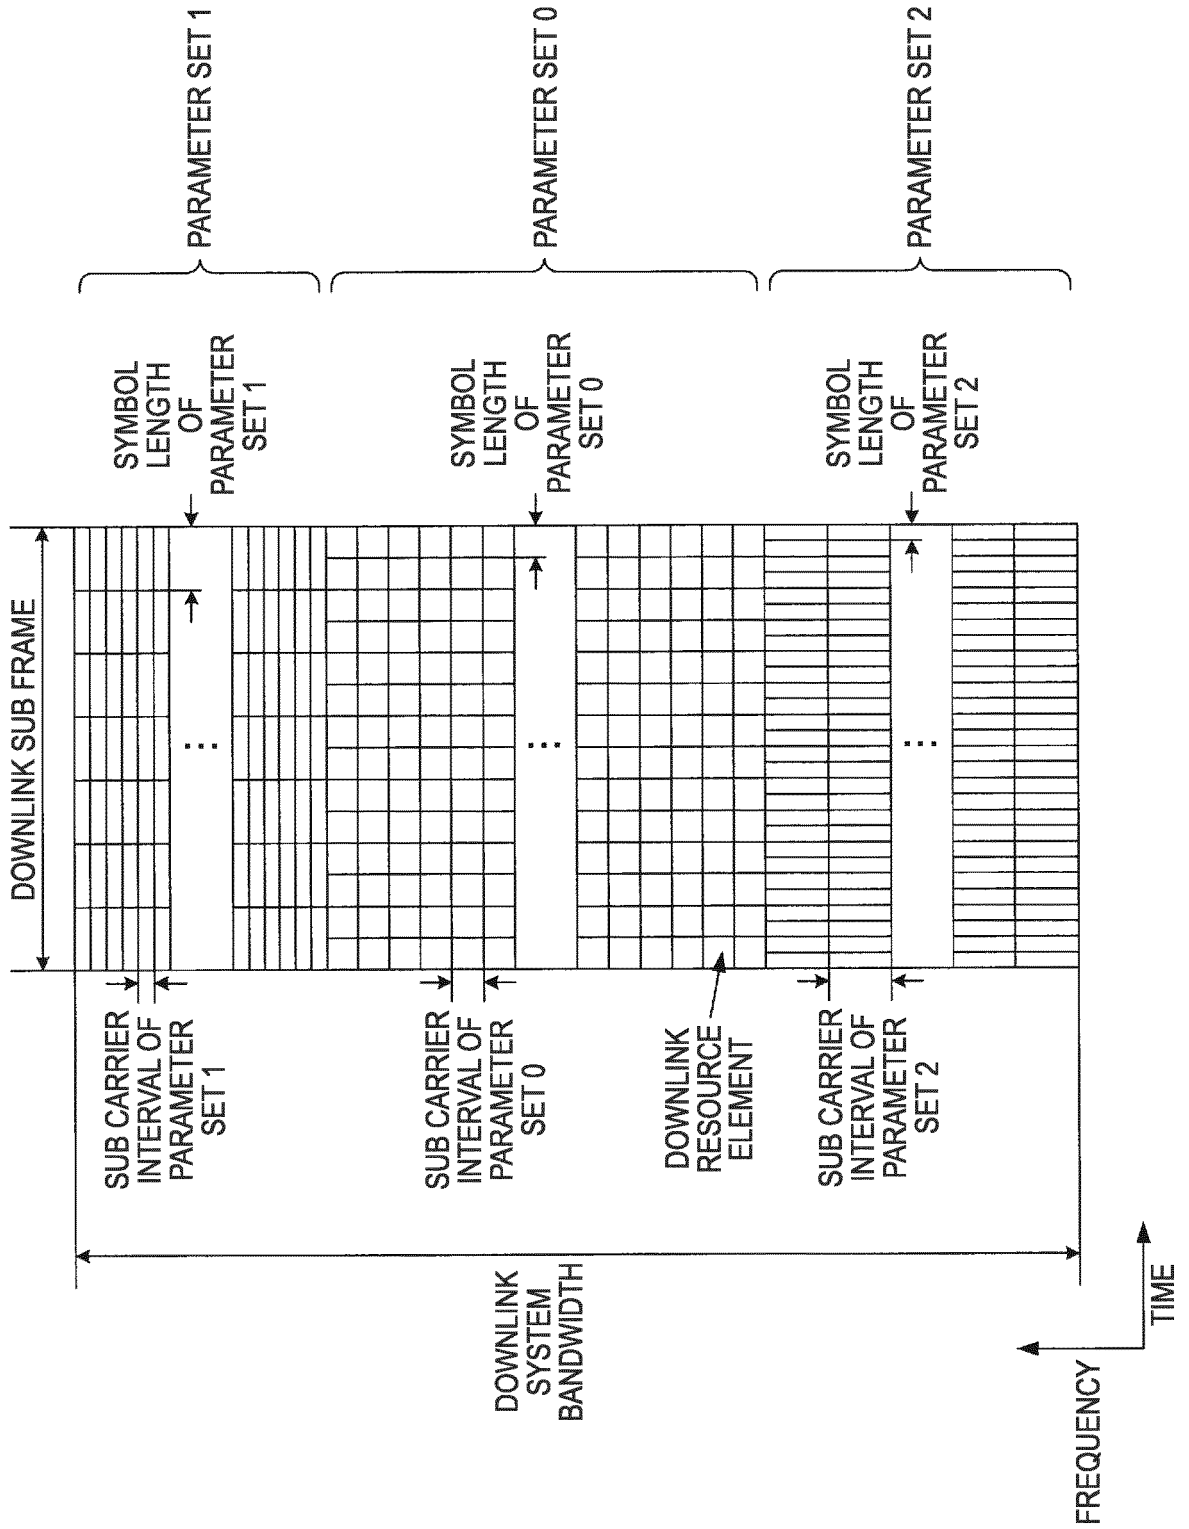 DOWNLINK SUB FRAME
SUB CARRIER
INTERVAL OF
PARAMETER
SET 1
SYMBOL
LENGTH
OF
PARAMETER
SET 1
PARAMETER SET 1
...
DOWNLINK
SYSTEM
BANDWIDTH
SUB CARRIER
INTERVAL OF
PARAMETER
SET 0
SYMBOL
LENGTH
OF
PARAMETER
SET 0
PARAMETER SET 0
...
DOWNLINK
RESOURCE
ELEMENT
SUB CARRIER
INTERVAL OF
PARAMETER
SET 2
SYMBOL
LENGTH
OF
PARAMETER
SET 2
PARAMETER SET 2
...
FREQUENCY
TIME